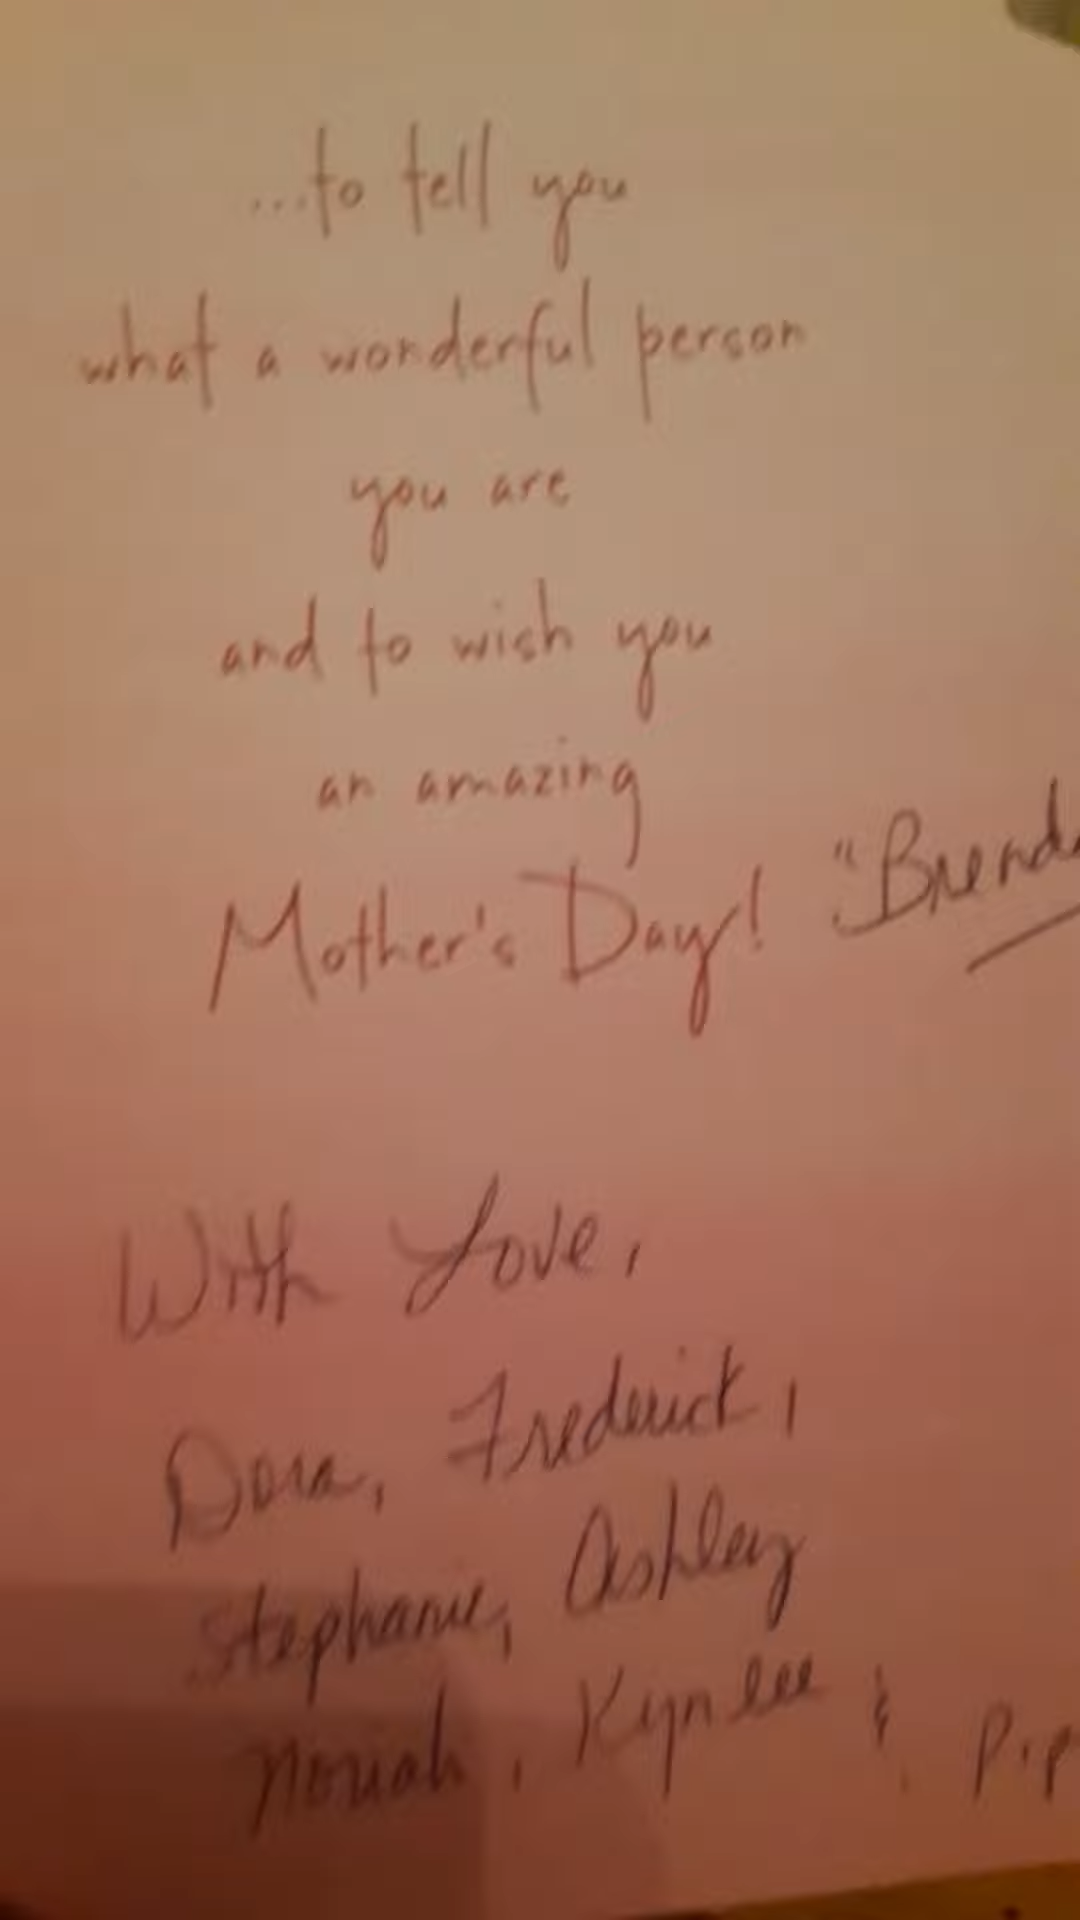 ...to tell you
what a wonderful person
you are
and to wish you
an amazing
Mother's Day! "Brenda
With Love,
Dora, Frederick,
Stephanie, Ashley
Noriah, Kynlee &